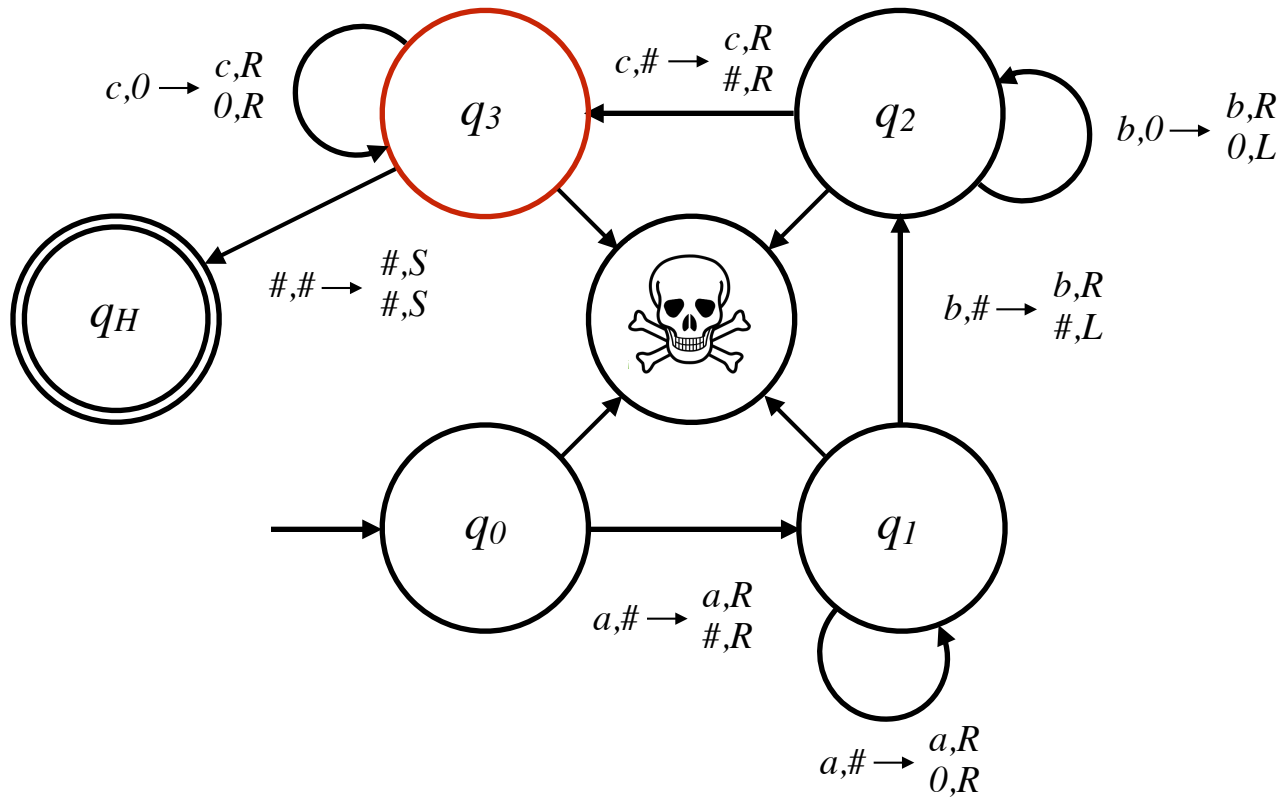 c,0 → c,R
0,R
q3
c,# → c,R
#,R
q2
b,0 → b,R
0,L
qH
#,# → #,S
#,S
b,# → b,R
#,L
q0
a,# → a,R
#,R
q1
a,# → a,R
0,R